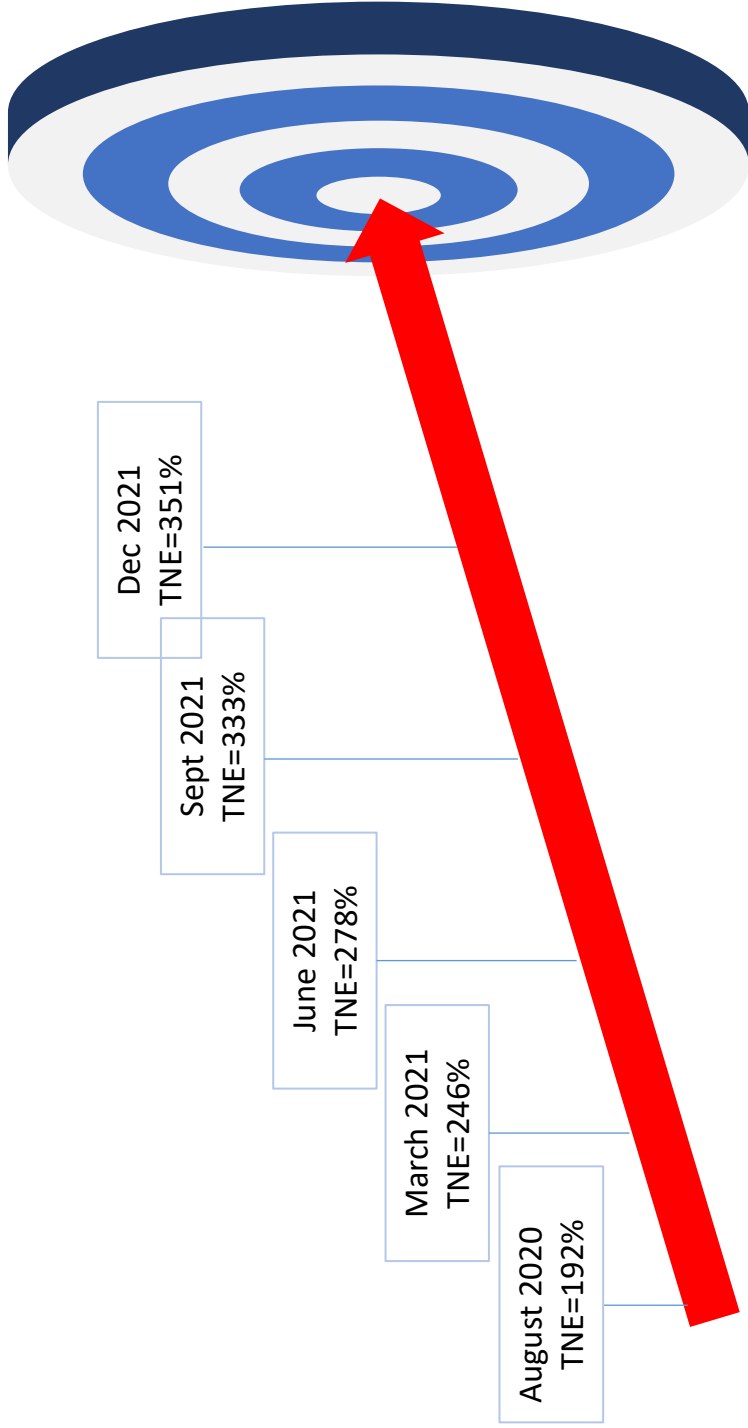 August 2020
TNE=192%
March 2021
TNE=246%
June 2021
TNE=278%
Sept 2021
TNE=333%
Dec 2021
TNE=351%